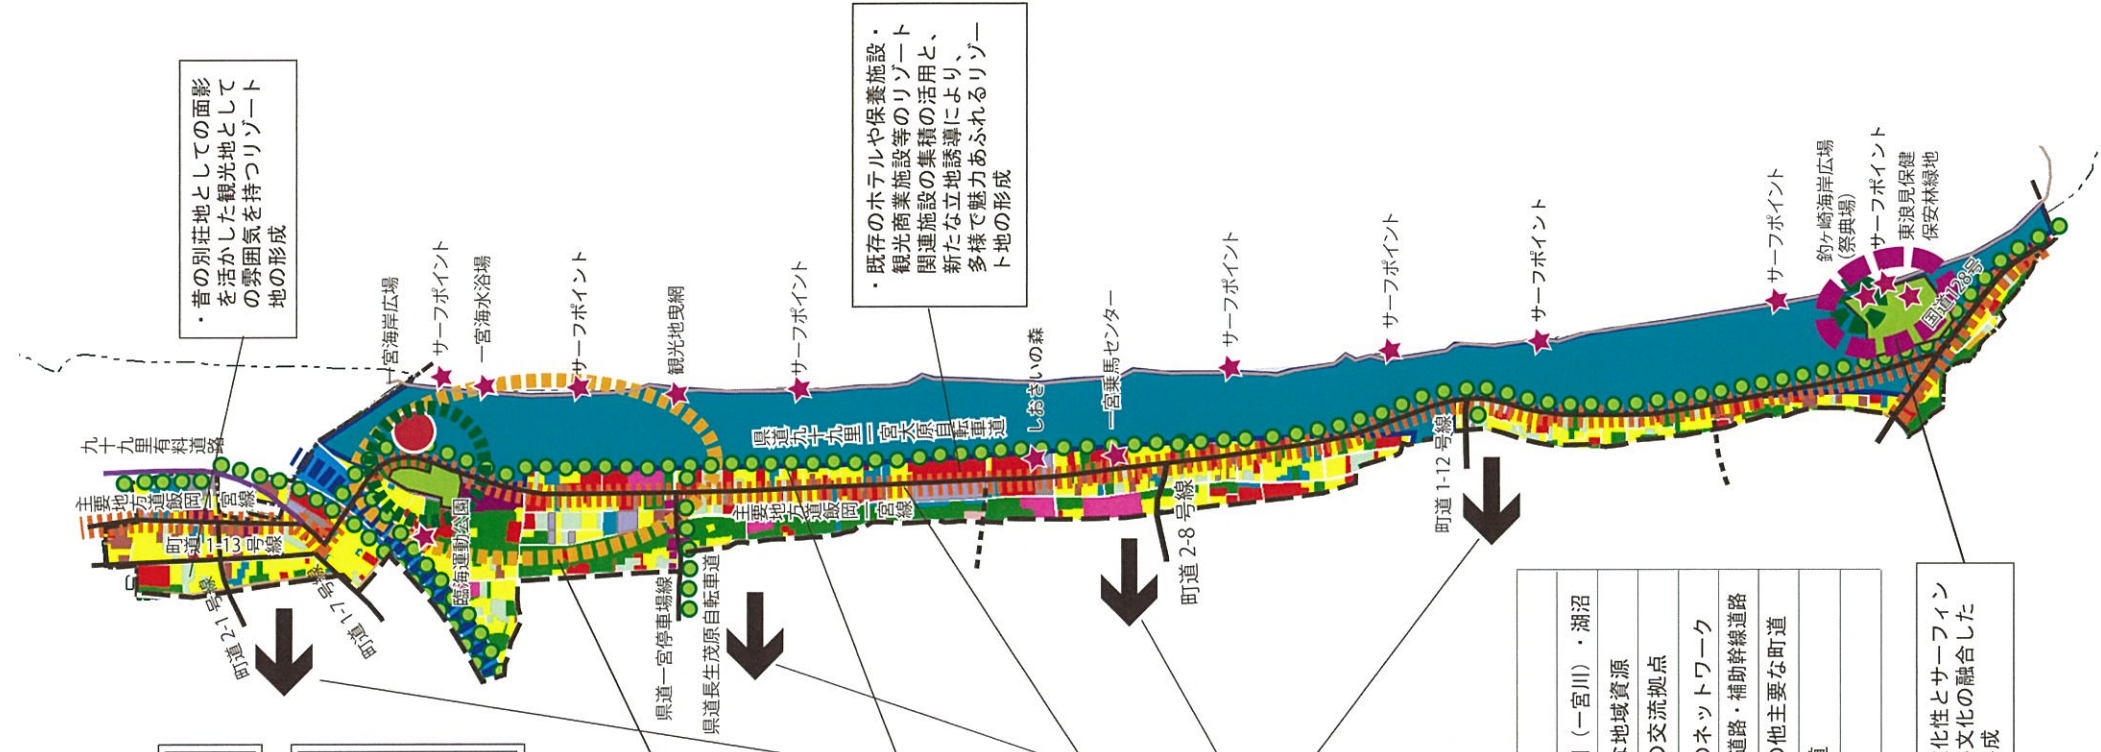 ・昔の別荘地としての面影
を活かした観光地として
の雰囲気を持つリゾート
地の形成
・既存のホテルや保養施設・
観光商業施設等のリゾート
関連施設の集積の活用と、
新たな立地誘導により、
多様で魅力あふれるリゾー
ト地の形成
九十九里有料道路
主要地方道飯岡一宮線
町道 1-13 号線
町道 2-1 号線
町道 1-7 号線
一宮海岸広場
サーフポイント
一宮海水浴場
サーフポイント
観光地曳網
サーフポイント
臨海運動公園
県道一宮停車場線
県道長生茂原自転車道
主要地方道飯岡一宮線
県道九十九里一宮大原自転車道
しおさいの森
一宮乗馬センター
町道 2-8 号線
サーフポイント
サーフポイント
町道 1-12 号線
サーフポイント
サーフポイント
釣ヶ崎海岸広場
(祭典場)
サーフポイント
東浪見保健
保安林緑地
国道128号
(一宮川)・湖沼
な地域資源
の交流拠点
のネットワーク
道路・補助幹線道路
の他主要な町道
道
化性とサーフィン
文化の融合した
成